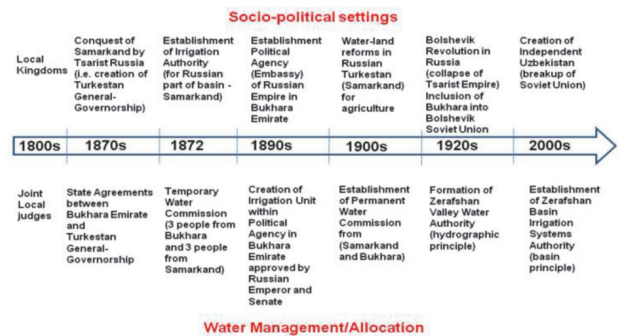 Socio-political settings
Local
Kingdoms
Conquest of
Samarkand by
Tsarist Russia
(i.e. creation of
Turkestan
General-
Governorship)
Establishment
of Irrigation
Authority
(for Russian
part of basin -
Samarkand)
Establishment
Political
Agency
(Embassy)
of Russian
Empire in
Bukhara
Emirate
Water-land
reforms in
Russian
Turkestan
(Samarkand)
for
agriculture
Bolshevik
Revolution in
Russia
(collapse of
Tsarist Empire)
Inclusion of
Bukhara into
Bolshevik
Soviet Union
Creation of
Independent
Uzbekistan
(breakup of
Soviet Union)
1800s 1870s 1872 1890s 1900s 1920s 2000s
Joint
Local
judges
State Agreements
between
Bukhara Emirate
and
Turkestan
General-
Governorship
Temporary
Water
Commission
(3 people from
Bukhara
and 3 people
from
Samarkand)
Creation of
Irrigation Unit
within
Political
Agency in
Bukhara
Emirate
approved by
Russian
Emperor and
Senate
Establishment
of Permanent
Water
Commission
from
(Samarkand
and Bukhara)
Formation of
Zerafshan
Valley Water
Authority
(hydrographic
principle)
Establishment
of Zerafshan
Basin
Irrigation
Systems
Authority
(basin
principle)
Water Management/Allocation